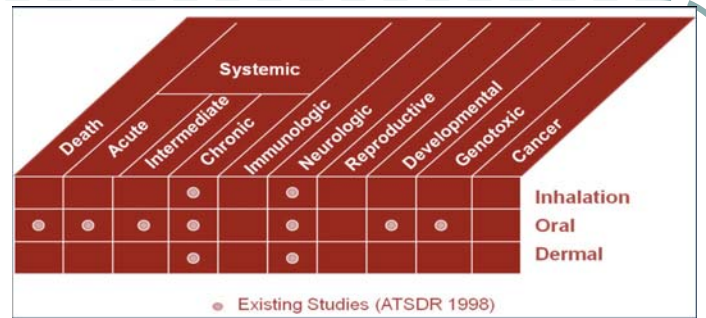 Systemic
Death
Acute
Intermediate
Chronic
Immunologic
Neurologic
Reproductive
Developmental
Genotoxic
Cancer
Inhalation
Oral
Dermal
Existing Studies (ATSDR 1998)